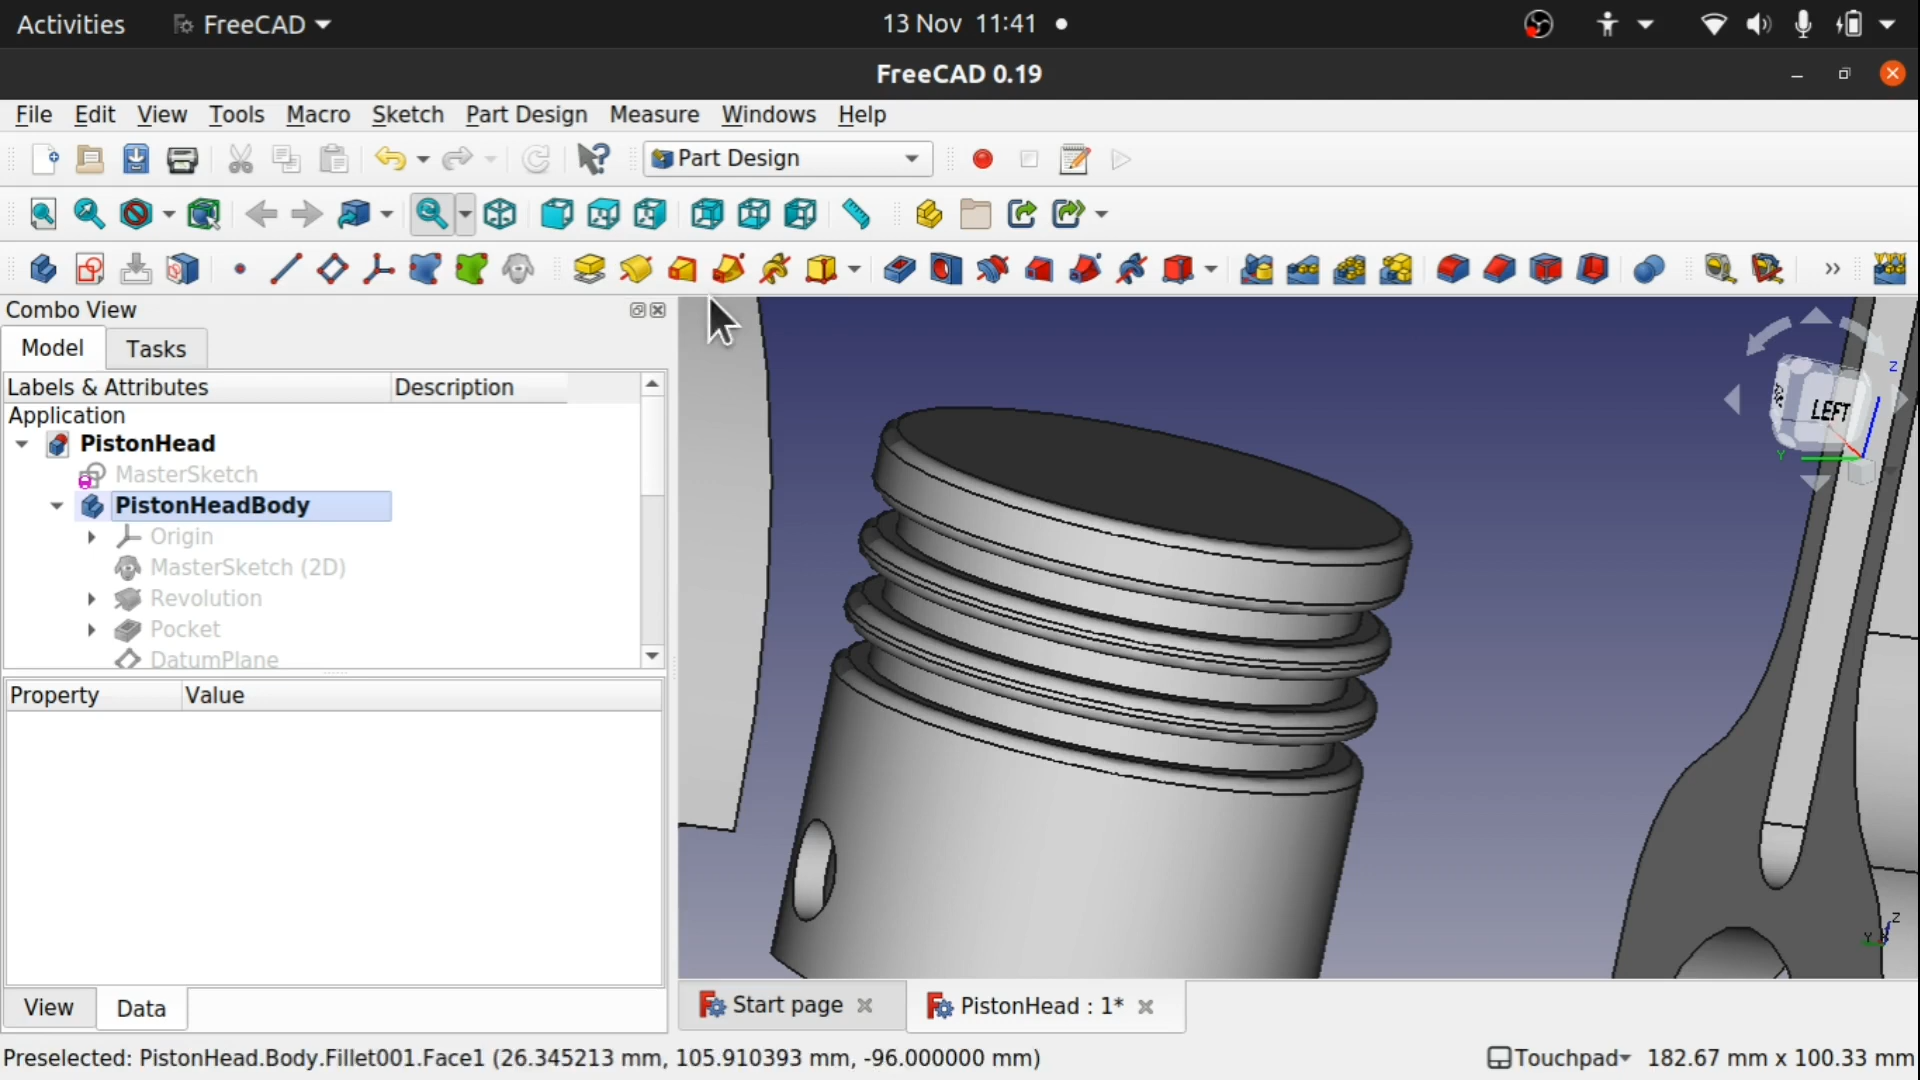 Activities FreeCAD 13 Nov 11:41
FreeCAD 0.19
File Edit View Tools Macro Sketch Part Design Measure Windows Help
Part Design
Combo View
Model Tasks
Labels & Attributes Description
Application
PistonHead
MasterSketch
PistonHeadBody
Origin
MasterSketch (2D)
Revolution
Pocket
DatumPlane
Property Value
View Data
LEFT
Z
Y
Z
Y
Start page PistonHead : 1*
Preselected: PistonHead.Body.Fillet001.Face1 (26.345213 mm, 105.910393 mm, -96.000000 mm) Touchpad 182.67 mm x 100.33 mm